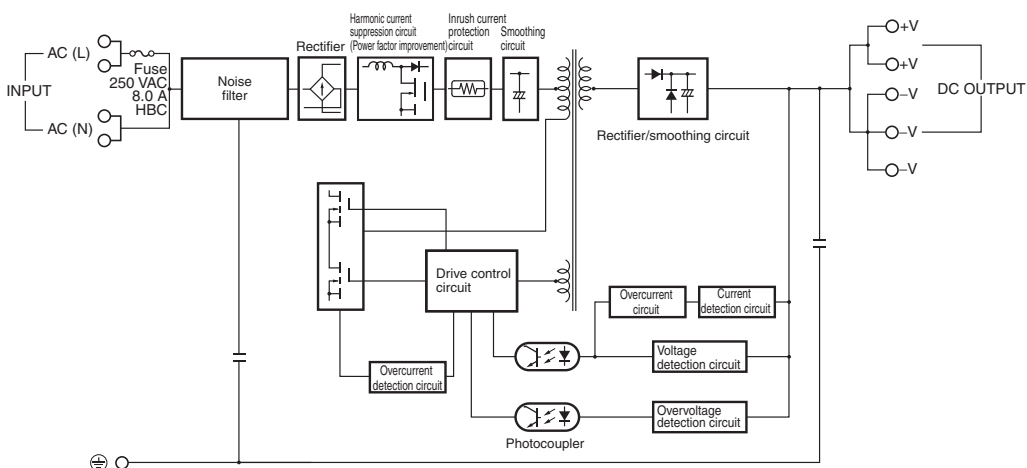 INPUT
AC (L)
AC (N)
Fuse
250 VAC
8.0 A
HBC
Noise
filter
Rectifier
Harmonic current
suppression circuit
(Power factor improvement)
Inrush current
protection
circuit
Smoothing
circuit
Rectifier/smoothing circuit
+V
+V
−V
−V
−V
DC OUTPUT
Drive control
circuit
Overcurrent
detection circuit
Overcurrent
circuit
Current
detection circuit
Voltage
detection circuit
Overvoltage
detection circuit
Photocoupler